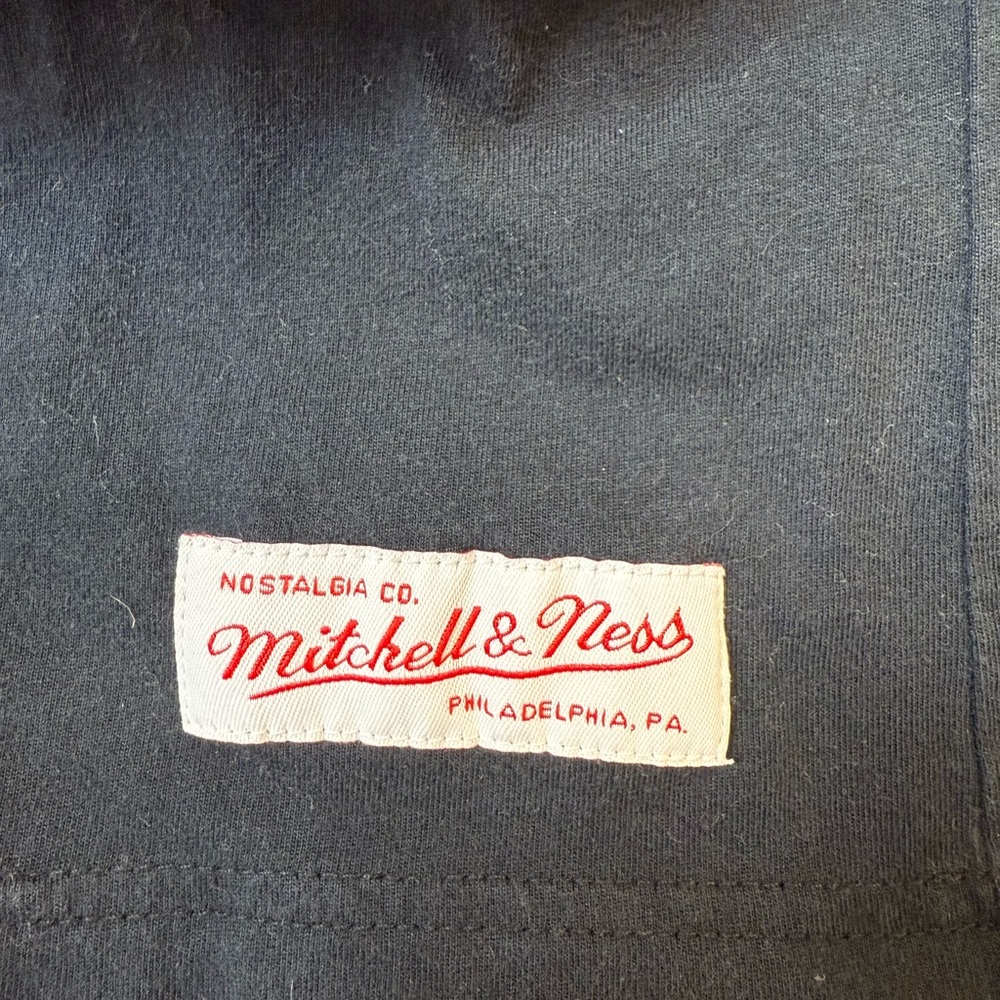 NOSTALGIA CO.
Mitchell & Ness
PHILADELPHIA, PA.